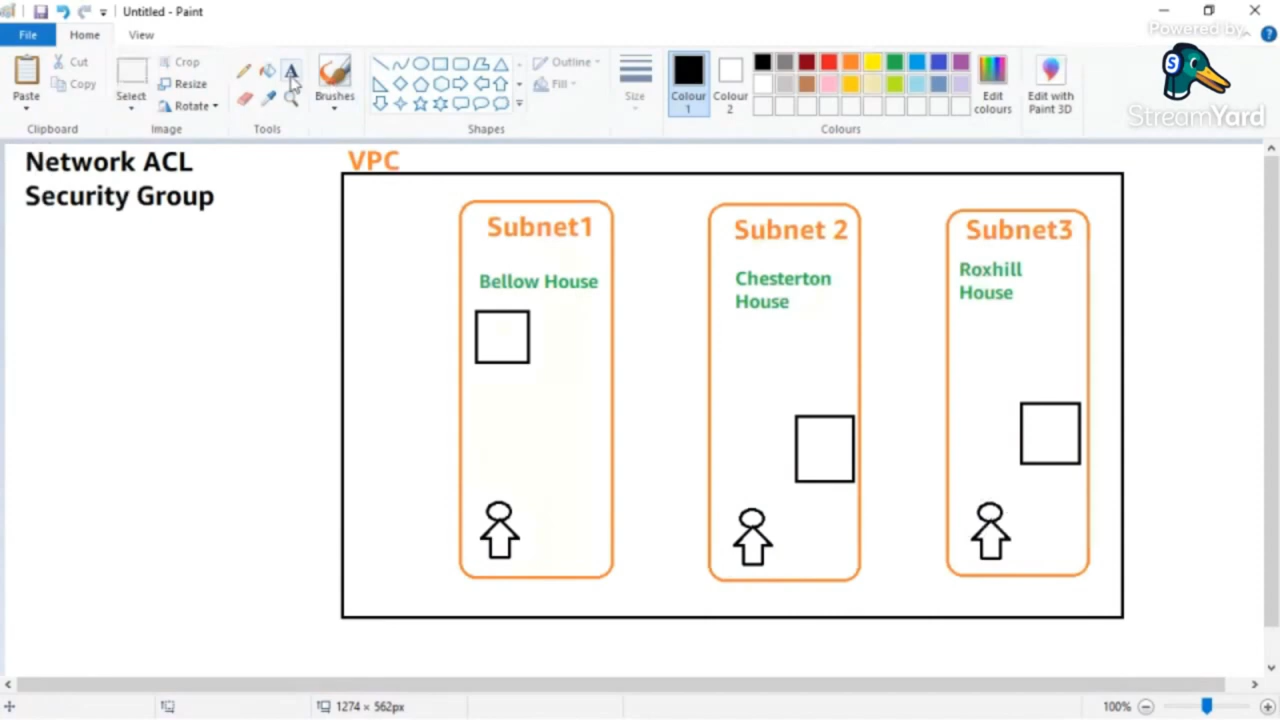 Untitled - Paint
File
Home
View
Powered by
Paste
Cut
Copy
Clipboard
Select
Crop
Resize
Rotate
Image
A
Tools
Brushes
Shapes
Outline
Fill
Size
Colour
1
Colour
2
Edit
colours
Edit with
Paint 3D
Colours
S
StreamYard
Network ACL
Security Group
VPC
Subnet1
Bellow House
Subnet 2
Chesterton
House
Subnet3
Roxhill
House
1274 × 562px
100%